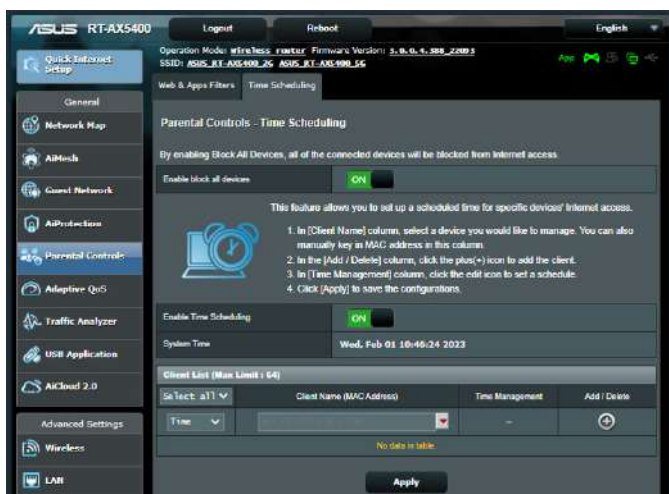 ASUS RT-AX5400
Logout
Reboot
English
Quick Internet Setup
Operation Mode: Wireless router Firmware Version: 3.0.0.4.388_22093
SSID: ASUS_RT-AX5400_2G ASUS_RT-AX5400_5G
App
Web & Apps Filters
Time Scheduling
General
Network Map
AiMesh
Guest Network
AiProtection
Parental Controls
Adaptive QoS
Traffic Analyzer
USB Application
AiCloud 2.0
Advanced Settings
Wireless
LAN
Parental Controls - Time Scheduling
By enabling Block All Devices, all of the connected devices will be blocked from Internet access
Enable block all devices
ON
This feature allows you to set up a scheduled time for specific devices' Internet access.
1. In [Client Name] column, select a device you would like to manage. You can also
manually key in MAC address in this column.
2. In the [Add / Delete] column, click the plus(+) icon to add the client.
3. In [Time Management] column, click the edit icon to set a schedule.
4. Click [Apply] to save the configurations.
Enable Time Scheduling
ON
System Time
Wed, Feb 01 10:46:24 2023
Client List (Max Limit : 64)
Select all
Client Name (MAC Address)
Time Management
Add / Delete
Time
-
No data in table.
Apply